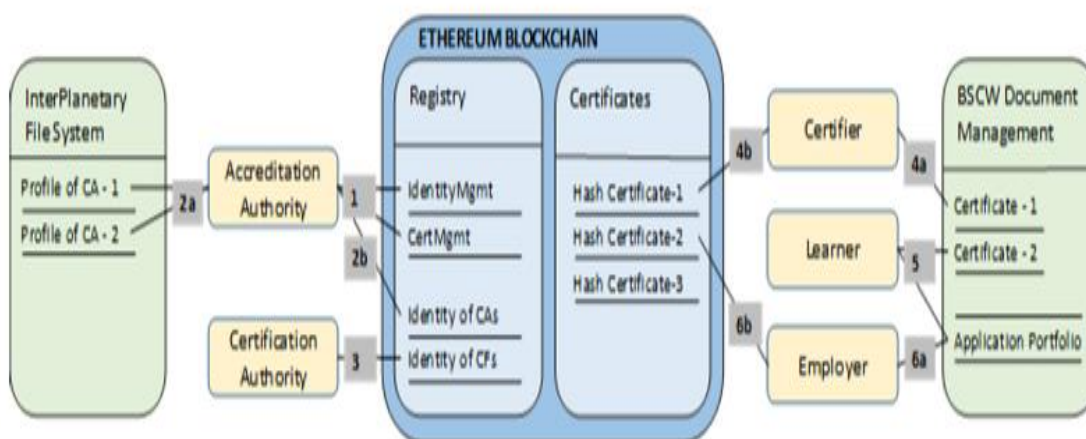 ETHEREUM BLOCKCHAIN
InterPlanetary
File System
Profile of CA - 1
Profile of CA - 2
2a
Accreditation
Authority
Certification
Authority
1
2b
3
Registry
IdentityMgmt
CertMgmt
Identity of CAs
Identity of CFs
Certificates
Hash Certificate-1
Hash Certificate-2
Hash Certificate-3
4b
6b
Certifier
Learner
Employer
4a
5
6a
BSCW Document
Management
Certificate - 1
Certificate - 2
Application Portfolio